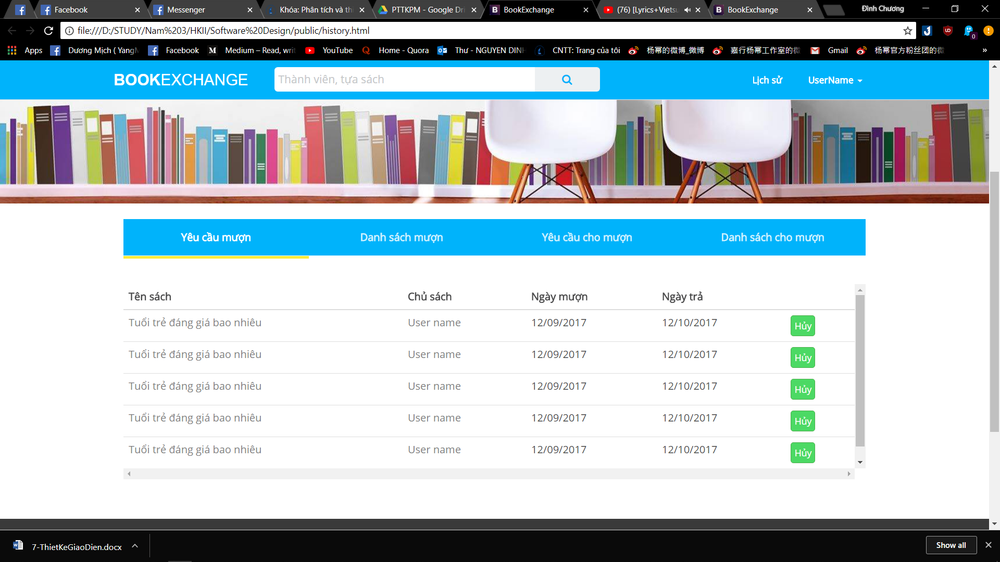 Facebook
Messenger
Khóa: Phân tích và thi
PTTKPM - Google Dri
BookExchange
(76) [Lyrics+Vietsu
BookExchange
Đình Chương
file:///D:/STUDY/Nam%203/HKII/Software%20Design/public/history.html
Apps
Dương Mịch ( YangM
Facebook
Medium – Read, writ
YouTube
Home - Quora
Thư - NGUYEN DINH
CNTT: Trang của tôi
杨幂的微博_微博
嘉行杨幂工作室的微
Gmail
杨幂官方粉丝团的微
»
BOOKEXCHANGE
Thành viên, tựa sách
Lịch sử
UserName
Yêu cầu mượn
Danh sách mượn
Yêu cầu cho mượn
Danh sách cho mượn
Tên sách Chủ sách Ngày mượn Ngày trả
Tuổi trẻ đáng giá bao nhiêu User name 12/09/2017 12/10/2017 Hủy
Tuổi trẻ đáng giá bao nhiêu User name 12/09/2017 12/10/2017 Hủy
Tuổi trẻ đáng giá bao nhiêu User name 12/09/2017 12/10/2017 Hủy
Tuổi trẻ đáng giá bao nhiêu User name 12/09/2017 12/10/2017 Hủy
Tuổi trẻ đáng giá bao nhiêu User name 12/09/2017 12/10/2017 Hủy
7-ThietKeGiaoDien.docx
Show all